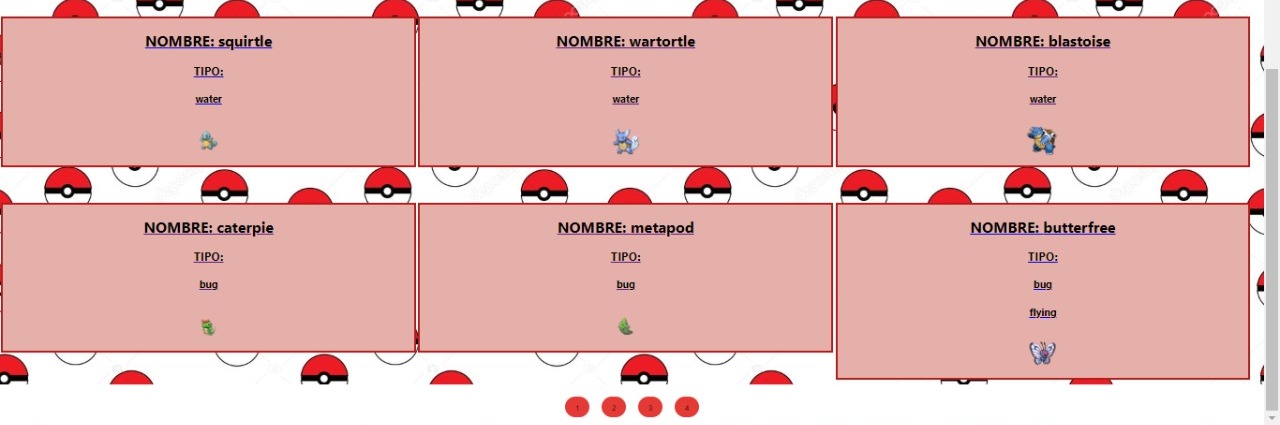 NOMBRE: squirtle
TIPO:
water
NOMBRE: wartortle
TIPO:
water
NOMBRE: blastoise
TIPO:
water
NOMBRE: caterpie
TIPO:
bug
NOMBRE: metapod
TIPO:
bug
NOMBRE: butterfree
TIPO:
bug
flying
1 2 3 4